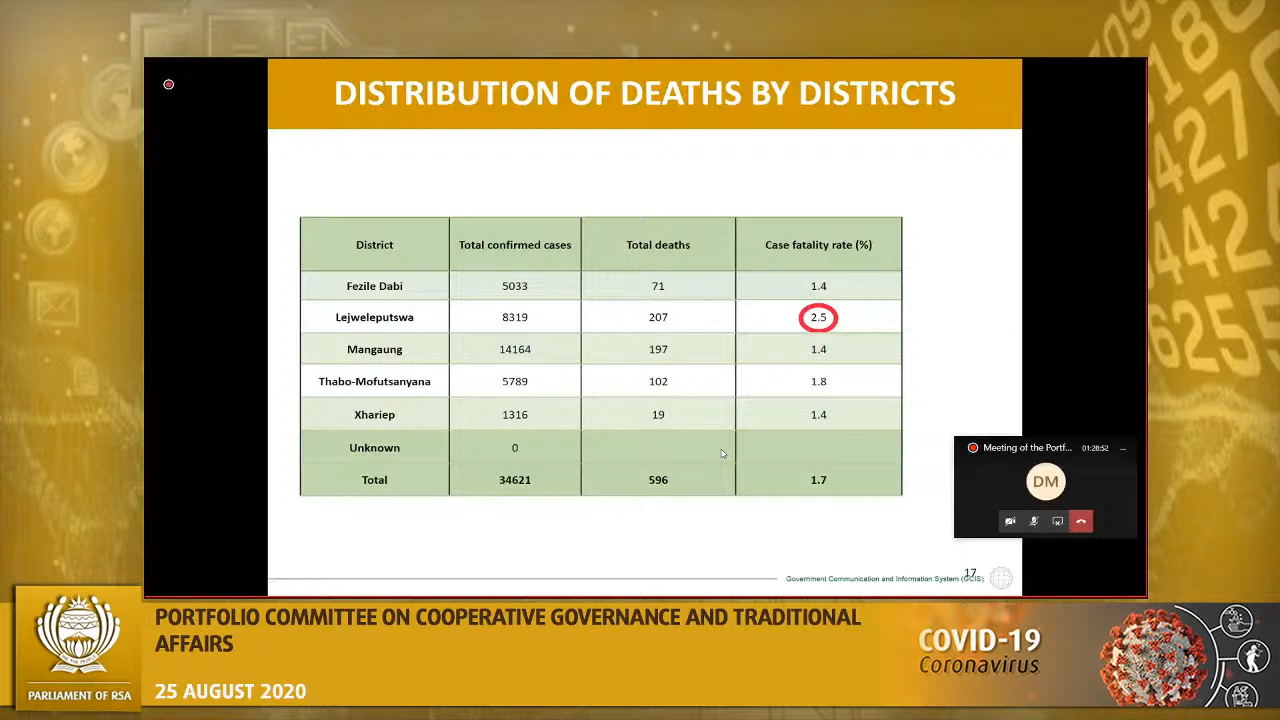 DISTRIBUTION OF DEATHS BY DISTRICTS
District Total confirmed cases Total deaths Case fatality rate (%)
Fezile Dabi 5033 71 1.4
Lejweleputswa 8319 207 2.5
Mangaung 14164 197 1.4
Thabo-Mofutsanyana 5789 102 1.8
Xhariep 1316 19 1.4
Unknown 0
Total 34621 596 1.7
Meeting of the Portf... 01:28:52 ...
DM
17
Government Communication and Information System (GCIS)
PORTFOLIO COMMITTEE ON COOPERATIVE GOVERNANCE AND TRADITIONAL
AFFAIRS
25 AUGUST 2020
PARLIAMENT OF RSA
COVID-19
Coronavirus